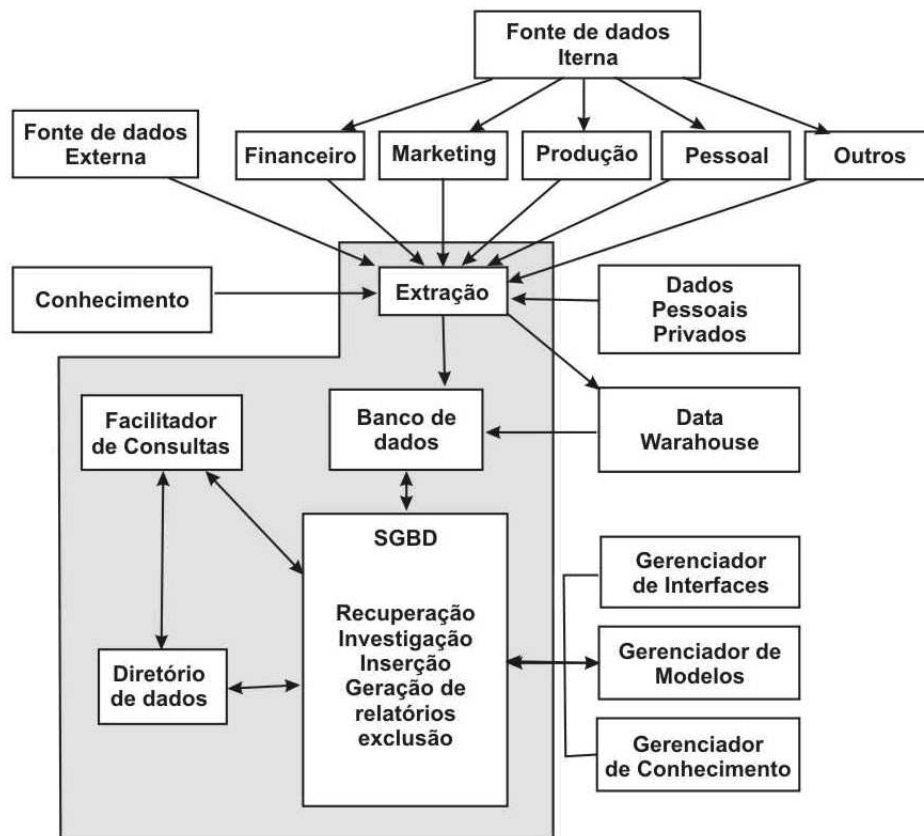 Fonte de dados
Iterna
Fonte de dados
Externa
Financeiro
Marketing
Produção
Pessoal
Outros
Conhecimento
Extração
Dados
Pessoais
Privados
Facilitador
de Consultas
Banco de
dados
Data
Warahouse
SGBD
Recuperação
Investigação
Inserção
Geração de
relatórios
exclusão
Diretório
de dados
Gerenciador
de Interfaces
Gerenciador de
Modelos
Gerenciador
de Conhecimento